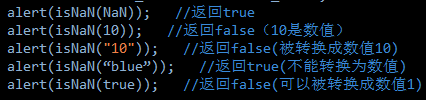 alert(isNaN(NaN));   //返回true
alert(isNaN(10));   //返回false（10是数值）
alert(isNaN("10"));   //返回false(被转换成数值10)
alert(isNaN(“blue”));   //返回true(不能转换为数值)
alert(isNaN(true));   //返回false(可以被转换成数值1)